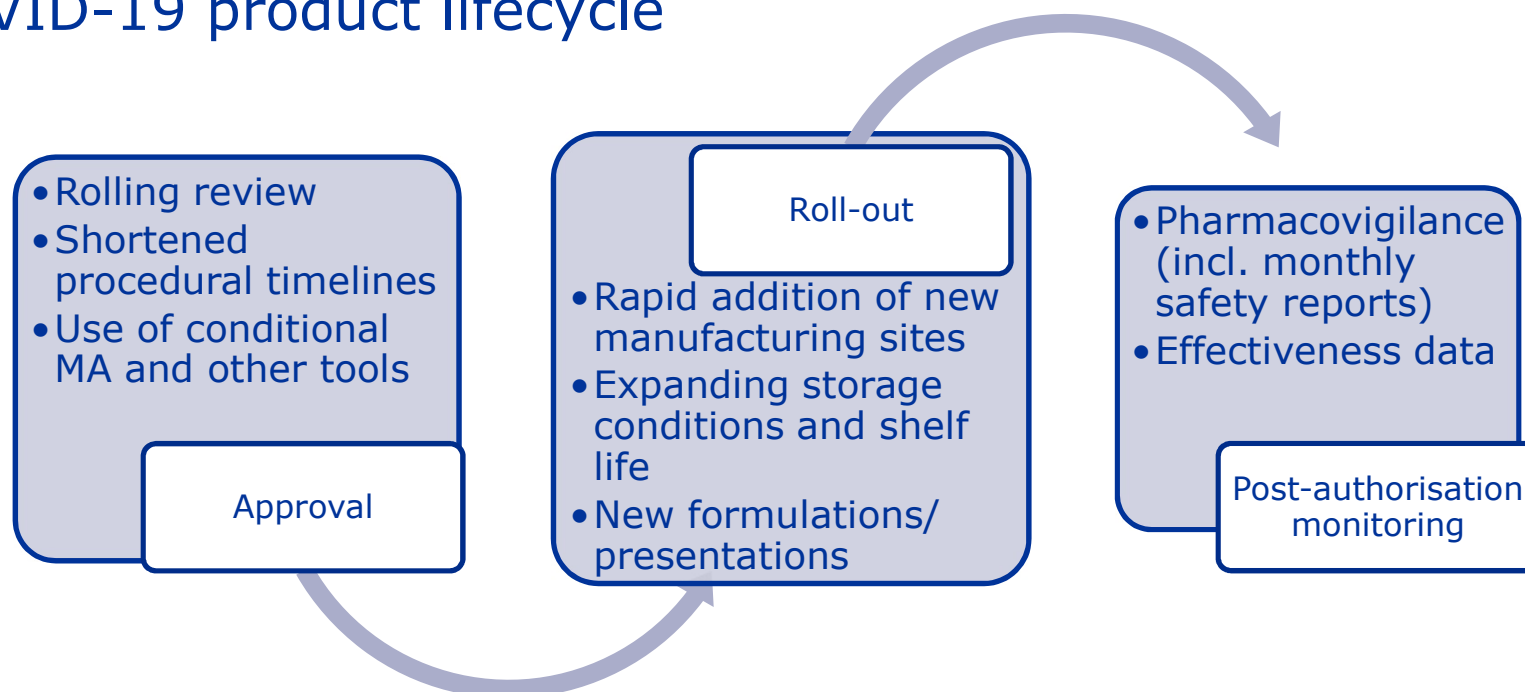 VID-19 product lifecycle
•Rolling review
•Shortened
procedural timelines
•Use of conditional
MA and other tools
Approval
Roll-out
•Rapid addition of new
manufacturing sites
•Expanding storage
conditions and shelf
life
•New formulations/
presentations
•Pharmacovigilance
(incl. monthly
safety reports)
•Effectiveness data
Post-authorisation
monitoring